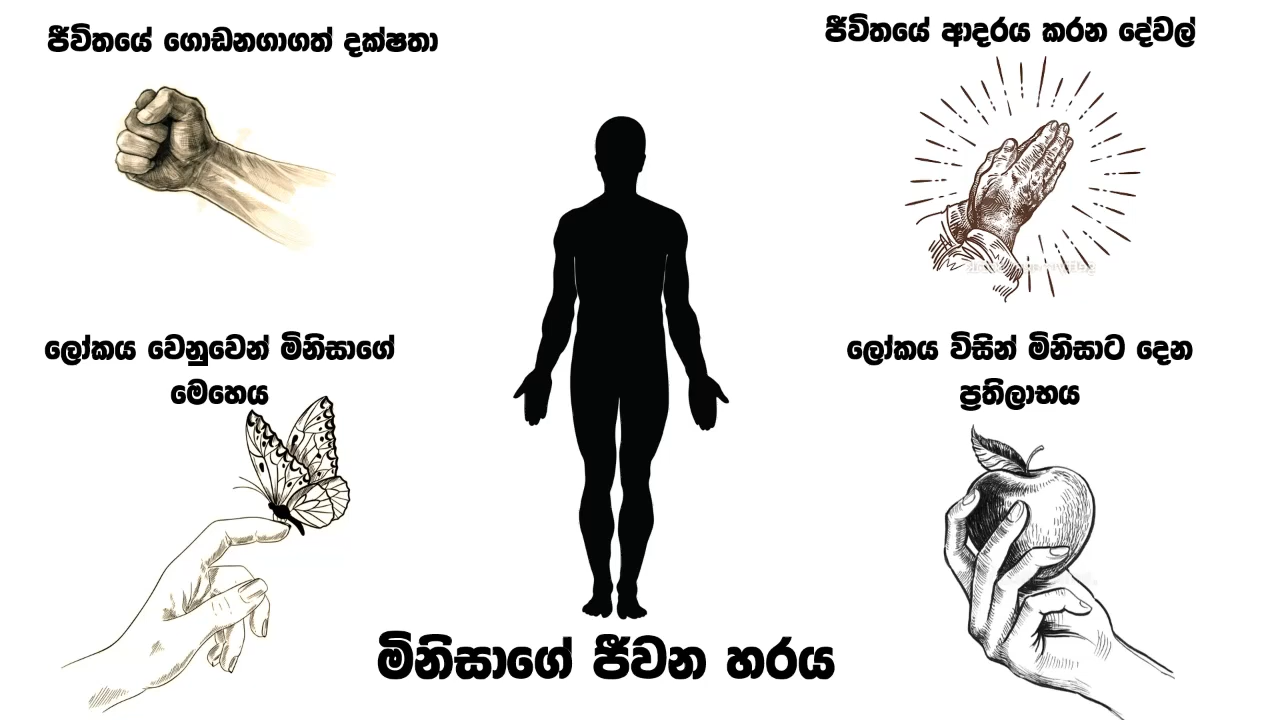 ජීවිතයේ ගොඩනගාගත් දක්ෂතා
ජීවිතයේ ආදරය කරන දේවල්
ලෝකය වෙනුවෙන් මිනිසාගේ
මෙහෙය
ලෝකය විසින් මිනිසාට දෙන
ප්‍රතිලාභය
මිනිසාගේ ජීවන හරය